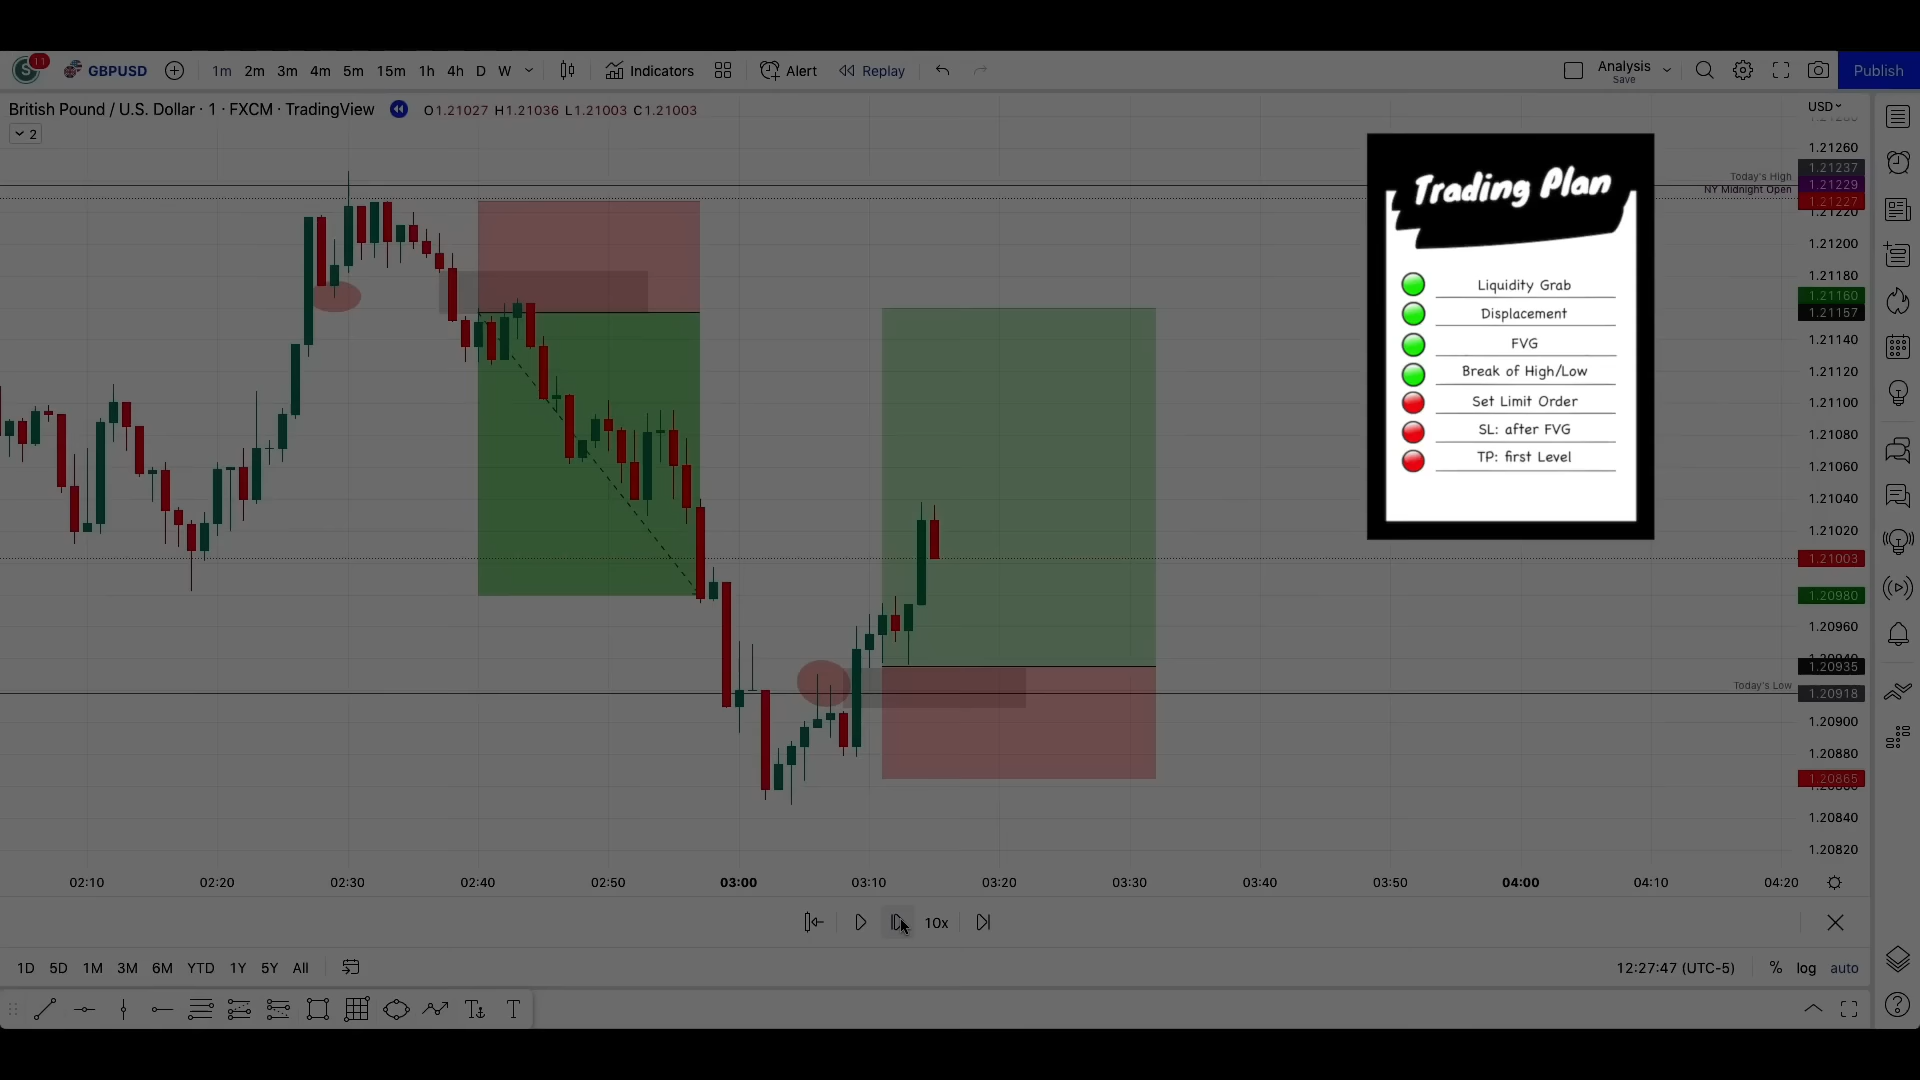 S 11 GBPUSD 1m 2m 3m 4m 5m 15m 1h 4h D W Indicators Alert Replay Analysis Save Publish
British Pound / U.S. Dollar · 1 · FXCM · TradingView O1.21027 H1.21036 L1.21003 C1.21003
2
USD
1.21260
1.21237
Today's High
1.21229
NY Midnight Open
1.21227
1.21220
1.21200
1.21180
1.21160
1.21157
1.21140
1.21120
1.21100
1.21080
1.21060
1.21040
1.21020
1.21003
1.20980
1.20960
1.20935
Today's Low
1.20918
1.20900
1.20880
1.20865
1.20840
1.20820
Trading Plan
Liquidity Grab
Displacement
FVG
Break of High/Low
Set Limit Order
SL: after FVG
TP: first Level
02:10 02:20 02:30 02:40 02:50 03:00 03:10 03:20 03:30 03:40 03:50 04:00 04:10 04:20
10x
1D 5D 1M 3M 6M YTD 1Y 5Y All 12:27:47 (UTC-5) % log auto